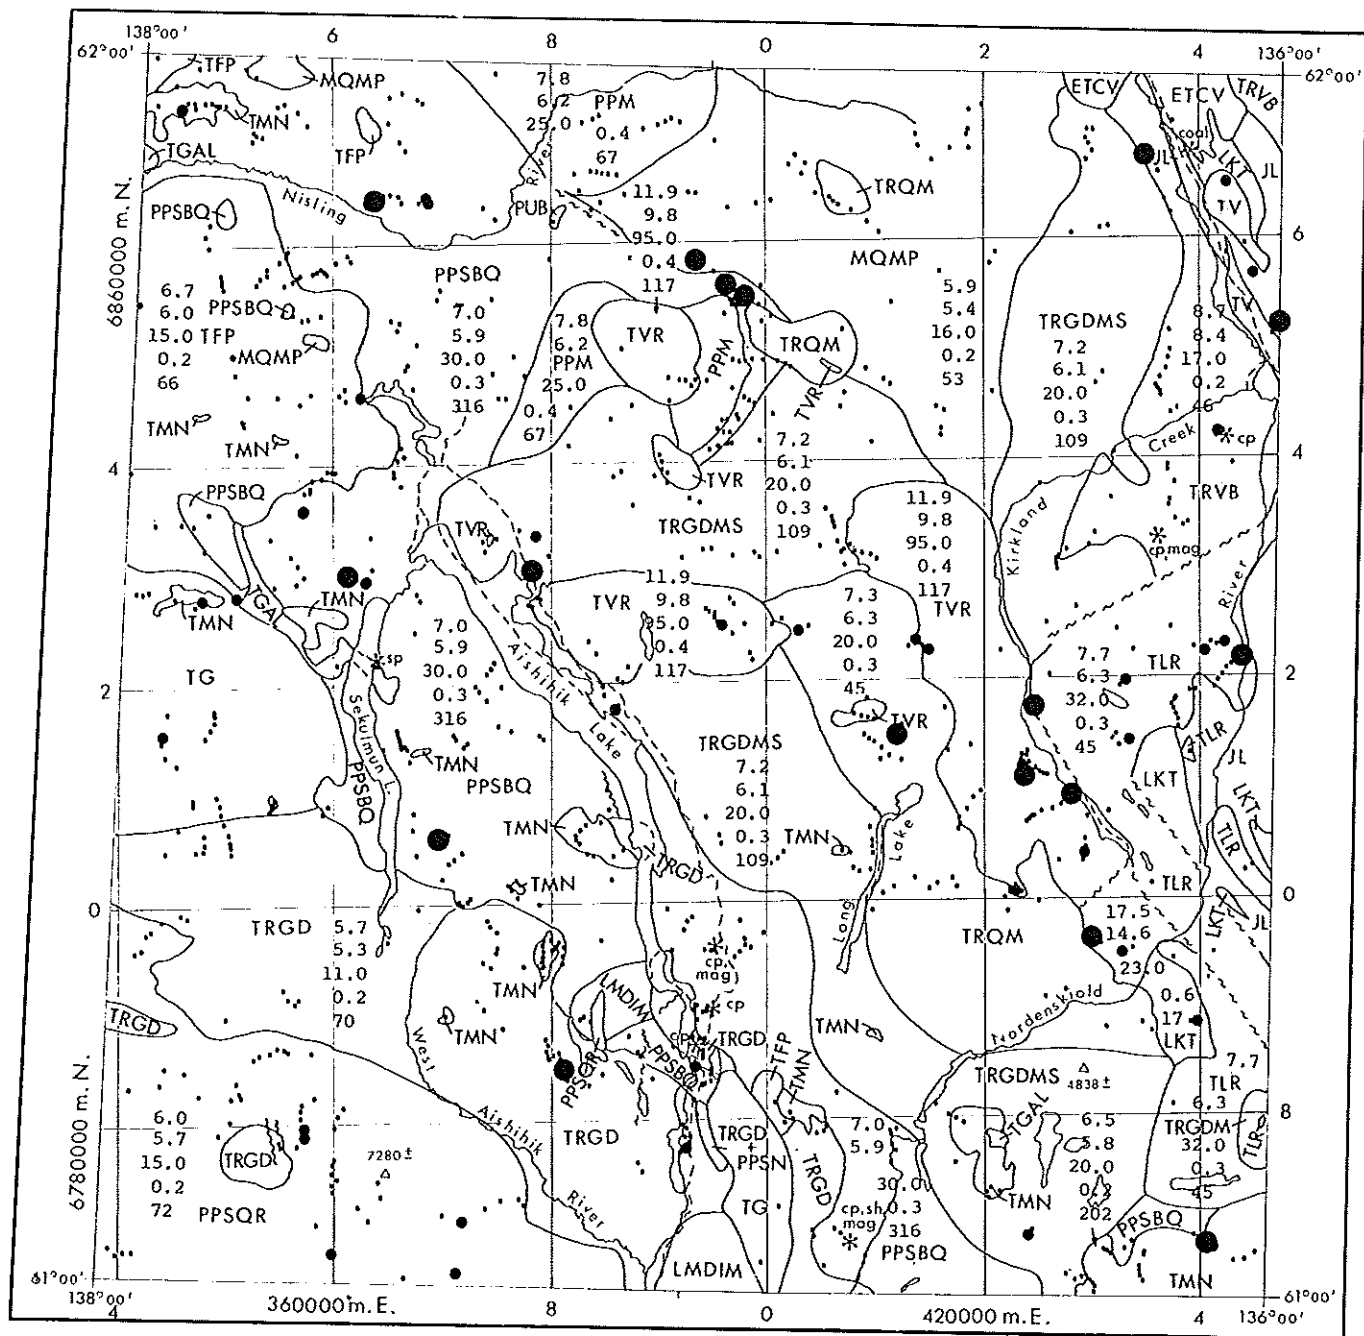 138°00' 6 8 0 2 4 136°00'
62°00' 62°00'
TFP
MQMP
TMN
TFP
TGAL
Nisling
River
PUB
PPSBQ
7.8
6.2
25.0
PPM
0.4
67
ETCV
ETCV
TRVB
coal
JL
LKT
JL
TV
TRQM
11.9
9.8
95.0
0.4
117
MQMP
5.9
5.4
16.0
0.2
53
6
6860000 m. N.
6.7
6.0
15.0
0.2
66
PPSBQ
TFP
MQMP
TMN
TMN
PPSBQ
7.0
5.9
30.0
0.3
316
7.8
6.2
PPM
25.0
0.4
67
TVR
PPM
TRQM
TVR
TVR
TRGDMS
7.2
6.1
20.0
0.3
109
TV
8.7
8.4
17.0
0.2
46
Creek
cp
4
4
PPSBQ
7.2
6.1
20.0
0.3
109
TRGDMS
TVR
11.9
9.8
95.0
0.4
117
TVR
Kirkland
TRVB
cp,mag
River
TMN
TGAL
TMN
TG
sp
7.0
5.9
30.0
0.3
316
Aishihik
Lake
TVR
11.9
9.8
95.0
0.4
117
7.3
6.3
20.0
0.3
45
TVR
7.7
6.3
32.0
0.3
45
TLR
2
2
Sekulmun L.
PPSBQ
TMN
PPSBQ
TRGDMS
7.2
6.1
20.0
0.3
109
TMN
TLR
JL
LKT
LKT
TLR
TMN
TRGD
TMN
Long
Lake
TLR
0
0
TRGD
5.7
5.3
11.0
0.2
70
TRGD
TMN
TMN
cp,
mag
cp
TRQM
17.5
14.6
23.0
0.6
17
LKT
LKT
JL
Nordenskiold
LMDIM
PPSBQ
PPSQR
TRGD
TFP
TMN
TMN
TRGDMS
4838±
TGAL
7.7
TLR
6.3
TRGDM
32.0
0.3
45
TLR
8
6780000 m. N.
West
Aishihik
River
6.0
5.7
15.0
0.2
72
TRGD
7280±
PPSQR
TRGD
TRGD
+
PPSN
TG
TRGD
7.0
5.9
30.0
0.3
316
cp,sh,
mag
PPSBQ
6.5
5.8
20.0
0.3
202
TMN
PPSBQ
TMN
LMDIM
61°00' 61°00'
138°00' 136°00'
4 360000 m.E. 8 0 420000 m.E. 4